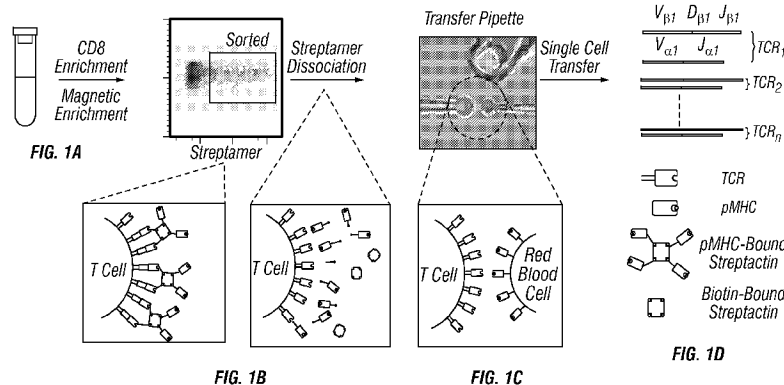 CD8
Enrichment
Magnetic
Enrichment
FIG. 1A
Sorted
Streptamer
Streptamer
Dissociation
T Cell
T Cell
FIG. 1B
Transfer Pipette
Single Cell
Transfer
T Cell
Red
Blood
Cell
FIG. 1C
Vβ1 Dβ1 Jβ1
Vα1 Jα1
TCR1
TCR2
TCRn
TCR
pMHC
pMHC-Bound
Streptactin
Biotin-Bound
Streptactin
FIG. 1D